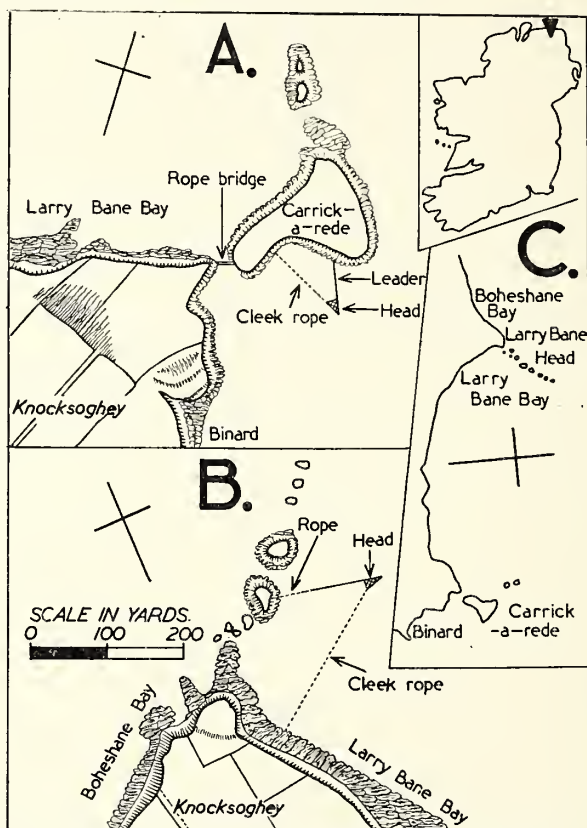 A.
Rope bridge
Larry Bane Bay
Carrick-
a-rede
Leader
Cleek rope
Head
Knocksoghey
Binard
B.
Rope
Head
SCALE IN YARDS.
0 100 200
Cleek rope
Boheshane Bay
Larry Bane Bay
Knocksoghey
C.
Boheshane
Bay
Larry Bane
Head
Larry
Bane Bay
Carrick
-a-rede
Binard